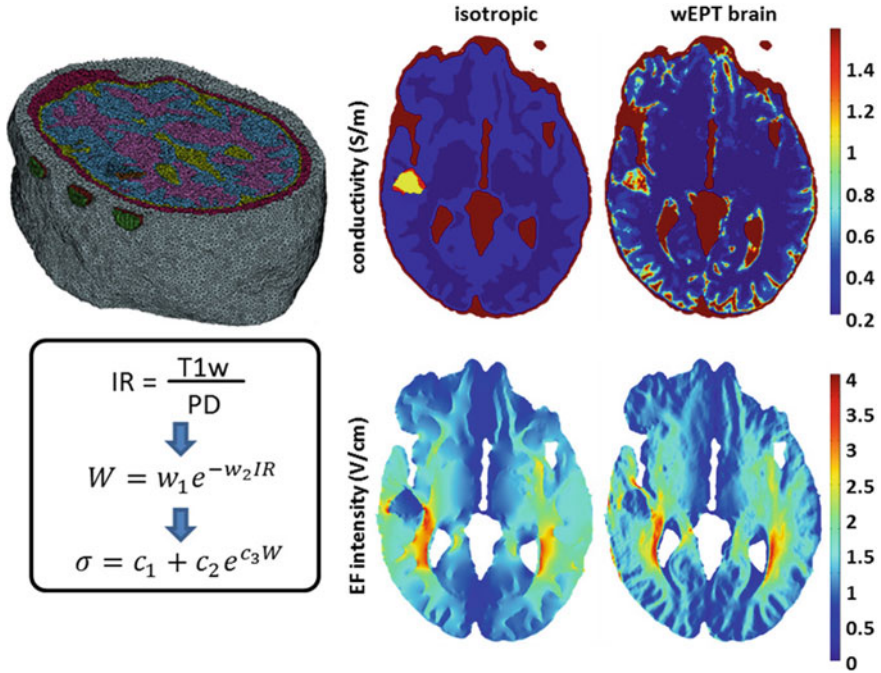 isotropic
wEPT brain
conductivity (S/m)
1.4
1.2
1
0.8
0.6
0.4
0.2
IR = T1w / PD
W = w₁e^{−w₂IR}
σ = c₁ + c₂e^{c₃W}
EF intensity (V/cm)
4
3.5
3
2.5
2
1.5
1
0.5
0